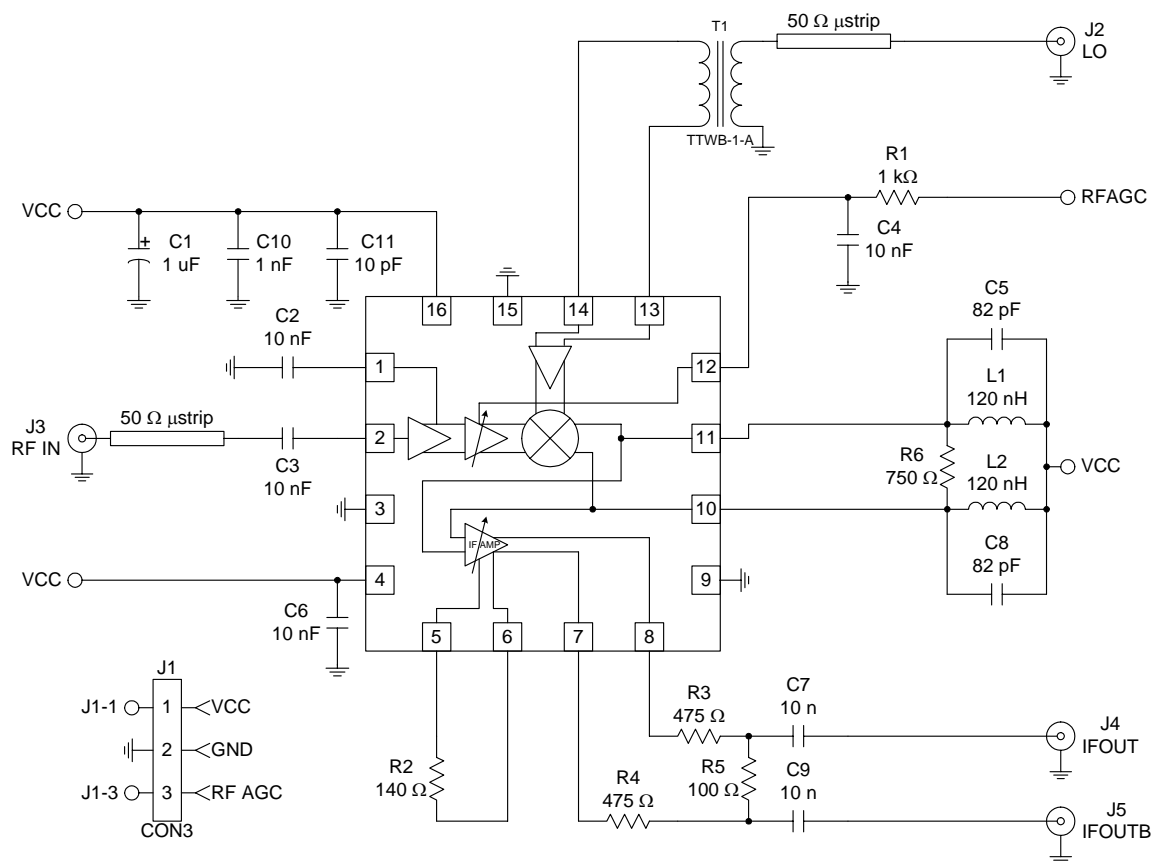 T1
50 Ω μstrip
J2
LO
TTWB-1-A
R1
1 kΩ
VCC
RFAGC
C1
1 uF
C10
1 nF
C11
10 pF
C4
10 nF
C5
82 pF
16
15
14
13
C2
10 nF
1
12
L1
120 nH
J3
RF IN
50 Ω μstrip
C3
10 nF
2
11
R6
750 Ω
L2
120 nH
VCC
3
10
IF AMP
C8
82 pF
VCC
4
9
C6
10 nF
5
6
7
8
J1
J1-1
1
VCC
2
GND
J1-3
3
RF AGC
CON3
R2
140 Ω
R3
475 Ω
C7
10 n
J4
IFOUT
R4
475 Ω
R5
100 Ω
C9
10 n
J5
IFOUTB
+